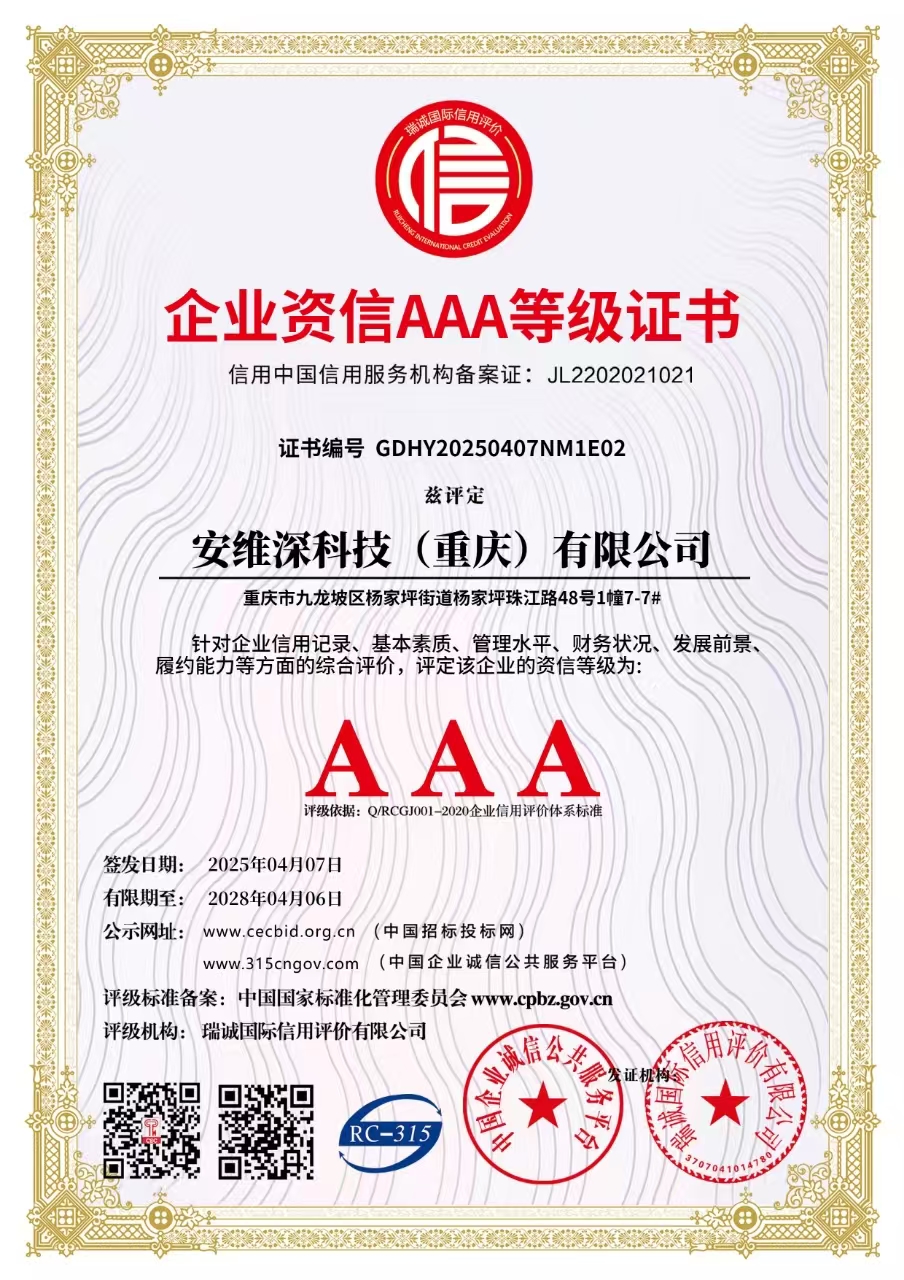 瑞诚国际信用评价
信
RUICHENG INTERNATIONAL CREDIT EVALUATION
企业资信AAA等级证书
信用中国信用服务机构备案证：JL2202021021
证书编号 GDHY20250407NM1E02
兹评定
安维深科技（重庆）有限公司
重庆市九龙坡区杨家坪街道杨家坪珠江路48号1幢7-7#
针对企业信用记录、基本素质、管理水平、财务状况、发展前景、
履约能力等方面的综合评价，评定该企业的资信等级为:
AAA
评级依据：Q/RCGJ001-2020企业信用评价体系标准
签发日期： 2025年04月07日
有限期至： 2028年04月06日
公示网址： www.cecbid.org.cn （中国招标投标网）
www.315cngov.com （中国企业诚信公共服务平台）
评级标准备案：中国国家标准化管理委员会 www.cpbz.gov.cn
评级机构： 瑞诚国际信用评价有限公司
发证机构：
RC-315
中国企业诚信公共服务平台
瑞诚国际信用评价有限公司
3707041014780